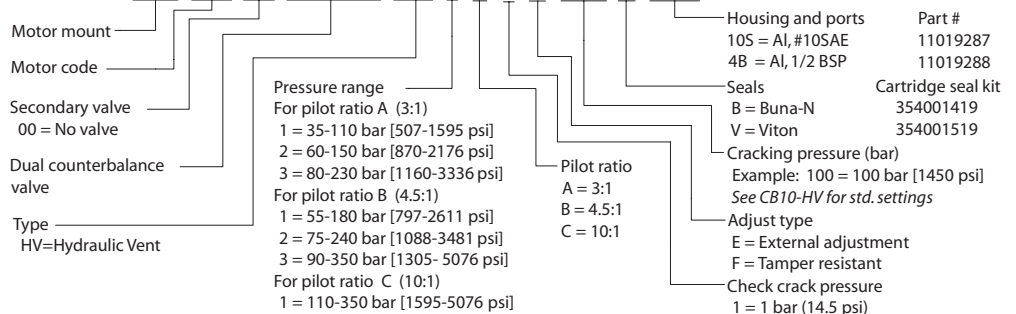 Motor mount
Motor code
Secondary valve
00 = No valve
Dual counterbalance
valve
Type
HV=Hydraulic Vent
Pressure range
For pilot ratio A (3:1)
1 = 35-110 bar [507-1595 psi]
2 = 60-150 bar [870-2176 psi]
3 = 80-230 bar [1160-3336 psi]
For pilot ratio B (4.5:1)
1 = 55-180 bar [797-2611 psi]
2 = 75-240 bar [1088-3481 psi]
3 = 90-350 bar [1305- 5076 psi]
For pilot ratio C (10:1)
1 = 110-350 bar [1595-5076 psi]
Pilot ratio
A = 3:1
B = 4.5:1
C = 10:1
Housing and ports Part #
10S = Al, #10SAE 11019287
4B = Al, 1/2 BSP 11019288
Seals Cartridge seal kit
B = Buna-N 354001419
V = Viton 354001519
Cracking pressure (bar)
Example: 100 = 100 bar [1450 psi]
See CB10-HV for std. settings
Adjust type
E = External adjustment
F = Tamper resistant
Check crack pressure
1 = 1 bar (14.5 psi)